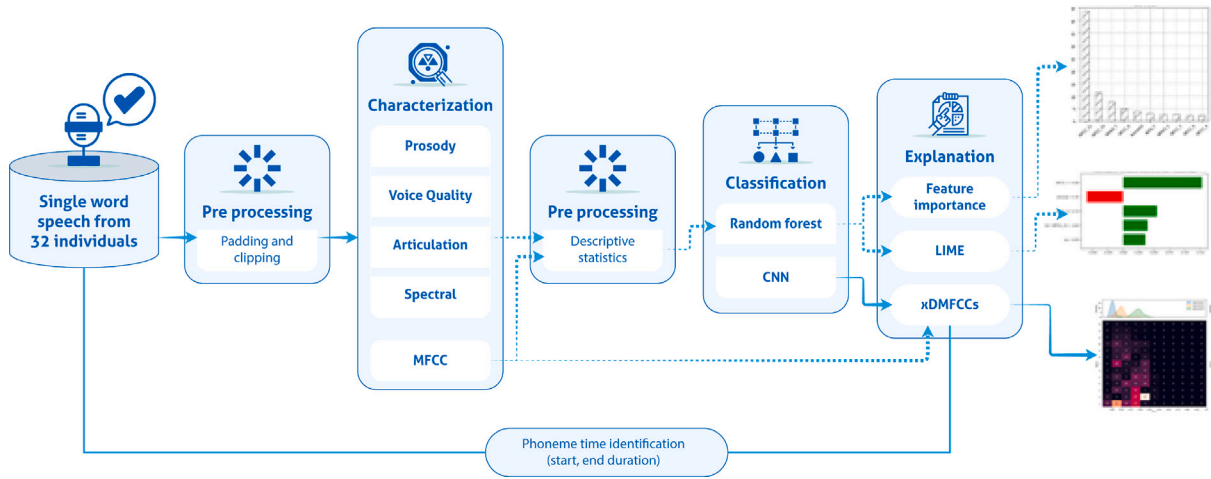 Single word
speech from
32 individuals
Pre processing
Padding and
clipping
Characterization
Prosody
Voice Quality
Articulation
Spectral
MFCC
Pre processing
Descriptive
statistics
Classification
Random forest
CNN
Explanation
Feature
importance
LIME
xDMFCCs
Phoneme time identification
(start, end duration)